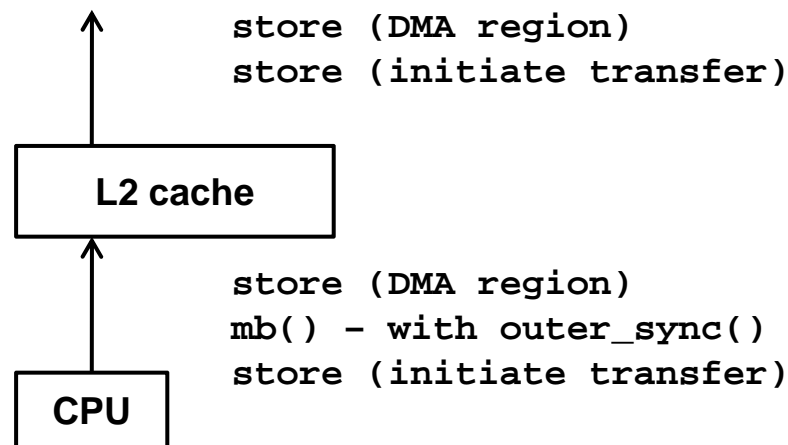 store (DMA region)
store (initiate transfer)
L2 cache
store (DMA region)
mb() – with outer_sync()
store (initiate transfer)
CPU